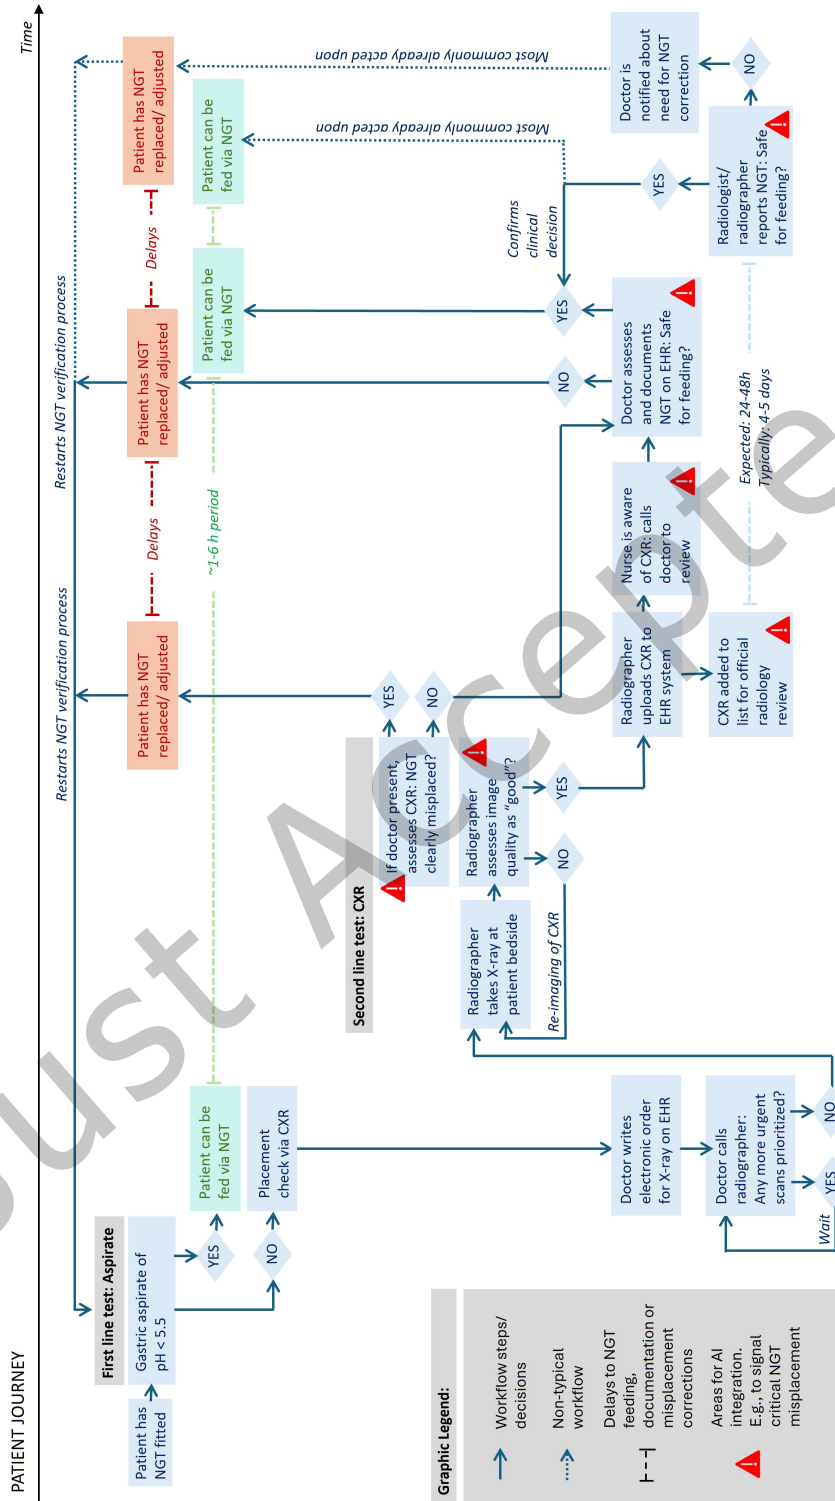 PATIENT JOURNEY
Time
Restarts NGT verification process
Restarts NGT verification process
First line test: Aspirate
Patient has
NGT fitted
Gastric aspirate of
pH < 5.5
YES
NO
Patient can be
fed via NGT
Placement
check via CXR
Doctor writes
electronic order
for X-ray on EHR
Doctor calls
radiographer:
Any more urgent
scans prioritized?
YES
NO
Wait
Second line test: CXR
If doctor present,
assesses CXR: NGT
clearly misplaced?
YES
NO
Radiographer
takes X-ray at
patient bedside
Radiographer
assesses image
quality as "good"?
NO
YES
Re-imaging of CXR
Patient has NGT
replaced/ adjusted
Delays
Patient has NGT
replaced/ adjusted
Delays
Patient has NGT
replaced/ adjusted
~1-6 h period
Patient can be
fed via NGT
Patient can be
fed via NGT
Radiographer
uploads CXR to
EHR system
Nurse is aware
of CXR: calls
doctor to
review
CXR added to
list for official
radiology
review
Doctor assesses
and documents
NGT on EHR: Safe
for feeding?
NO
YES
Confirms
clinical
decision
Most commonly already acted upon
Most commonly already acted upon
Expected: 24-48h
Typically: 4-5 days
Radiologist/
radiographer
reports NGT: Safe
for feeding?
YES
NO
Doctor is
notified about
need for NGT
correction
Graphic Legend:
Workflow steps/
decisions
Non-typical
workflow
Delays to NGT
feeding,
documentation or
misplacement
corrections
Areas for AI
integration.
E.g., to signal
critical NGT
misplacement
Just Accepte